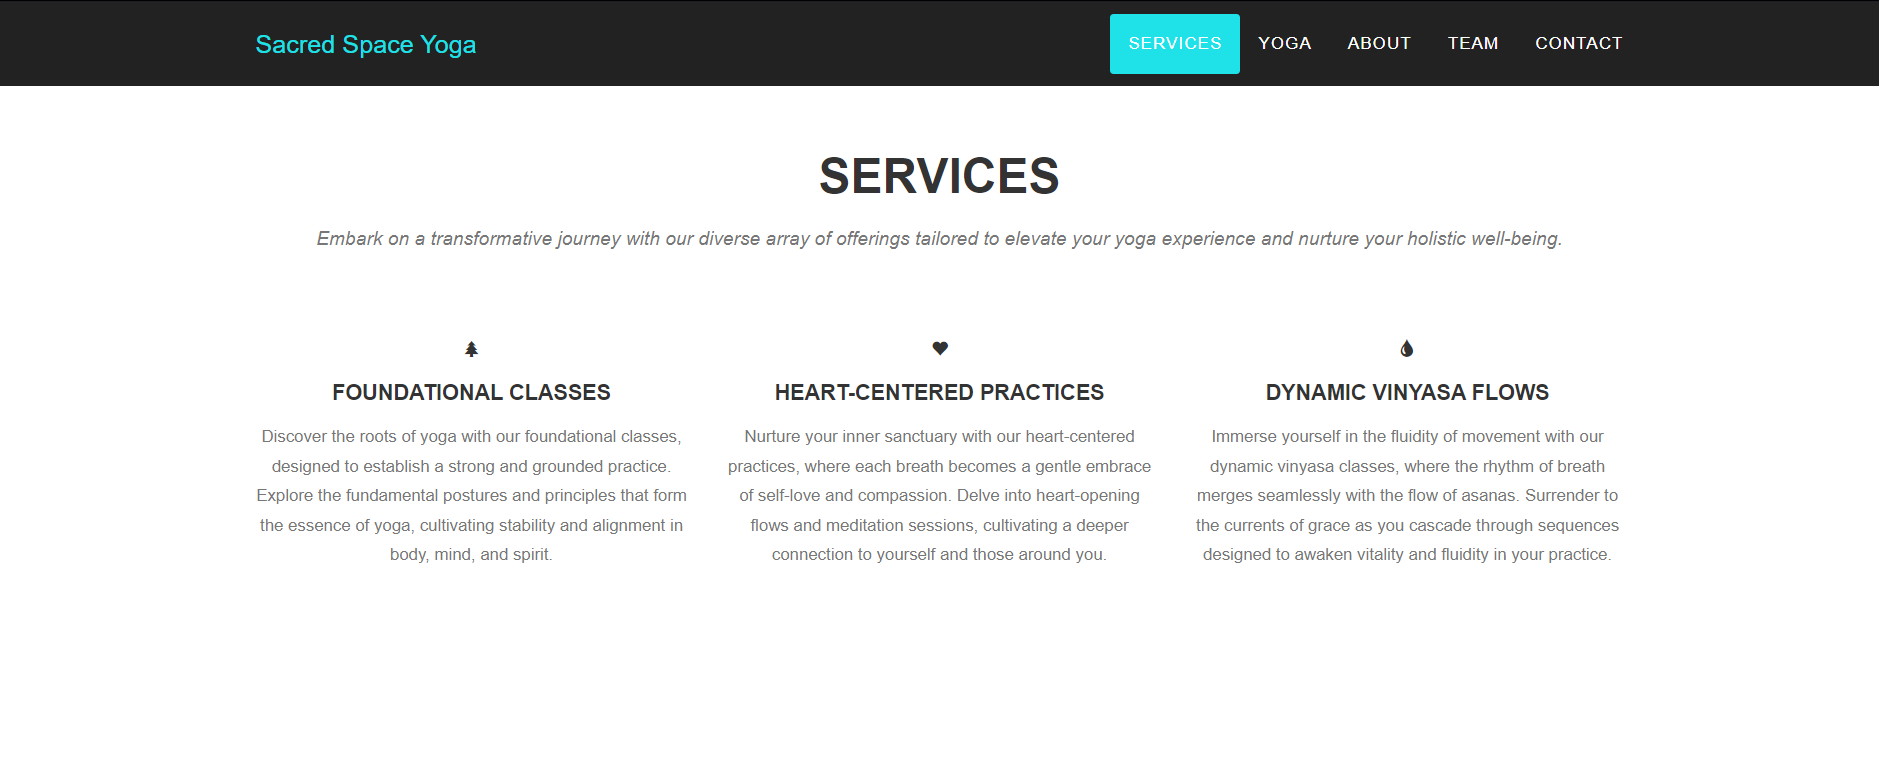 Sacred Space Yoga
SERVICES
YOGA
ABOUT
TEAM
CONTACT
SERVICES
Embark on a transformative journey with our diverse array of offerings tailored to elevate your yoga experience and nurture your holistic well-being.
FOUNDATIONAL CLASSES
Discover the roots of yoga with our foundational classes,
designed to establish a strong and grounded practice.
Explore the fundamental postures and principles that form
the essence of yoga, cultivating stability and alignment in
body, mind, and spirit.
HEART-CENTERED PRACTICES
Nurture your inner sanctuary with our heart-centered
practices, where each breath becomes a gentle embrace
of self-love and compassion. Delve into heart-opening
flows and meditation sessions, cultivating a deeper
connection to yourself and those around you.
DYNAMIC VINYASA FLOWS
Immerse yourself in the fluidity of movement with our
dynamic vinyasa classes, where the rhythm of breath
merges seamlessly with the flow of asanas. Surrender to
the currents of grace as you cascade through sequences
designed to awaken vitality and fluidity in your practice.